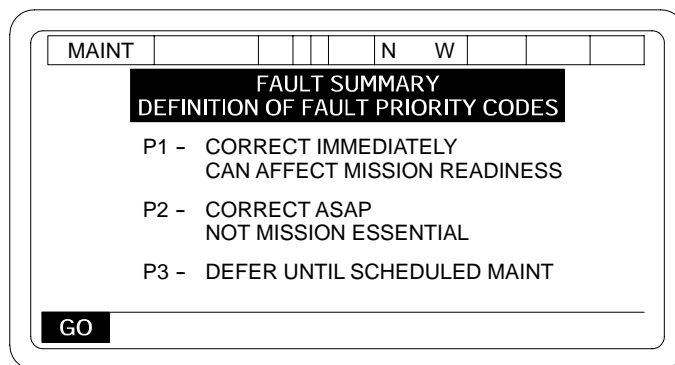 MAINT N W
FAULT SUMMARY
DEFINITION OF FAULT PRIORITY CODES
P1 - CORRECT IMMEDIATELY
CAN AFFECT MISSION READINESS
P2 - CORRECT ASAP
NOT MISSION ESSENTIAL
P3 - DEFER UNTIL SCHEDULED MAINT
GO